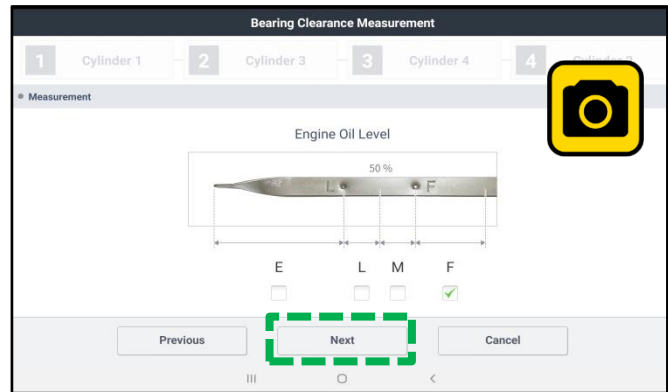 Bearing Clearance Measurement
1 Cylinder 1 2 Cylinder 3 3 Cylinder 4 4
Measurement
Engine Oil Level
50 %
L F
E L M F
Previous Next Cancel